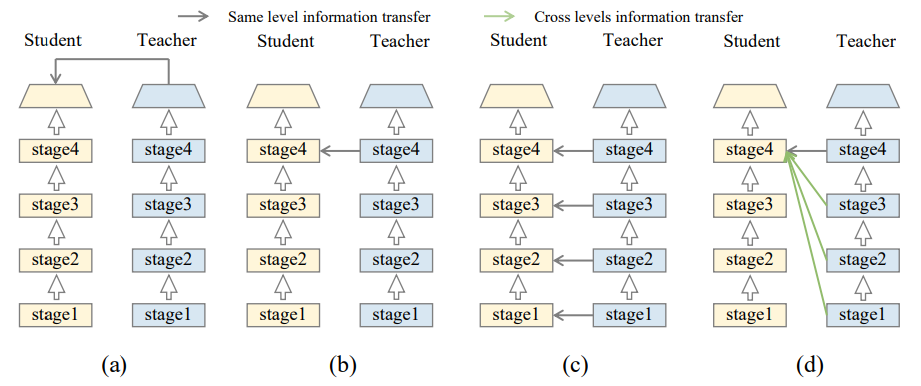 Same level information transfer Cross levels information transfer
Student Teacher Student Teacher Student Teacher Student Teacher
stage4 stage4 stage4 stage4 stage4 stage4 stage4 stage4
stage3 stage3 stage3 stage3 stage3 stage3 stage3 stage3
stage2 stage2 stage2 stage2 stage2 stage2 stage2 stage2
stage1 stage1 stage1 stage1 stage1 stage1 stage1 stage1
(a) (b) (c) (d)